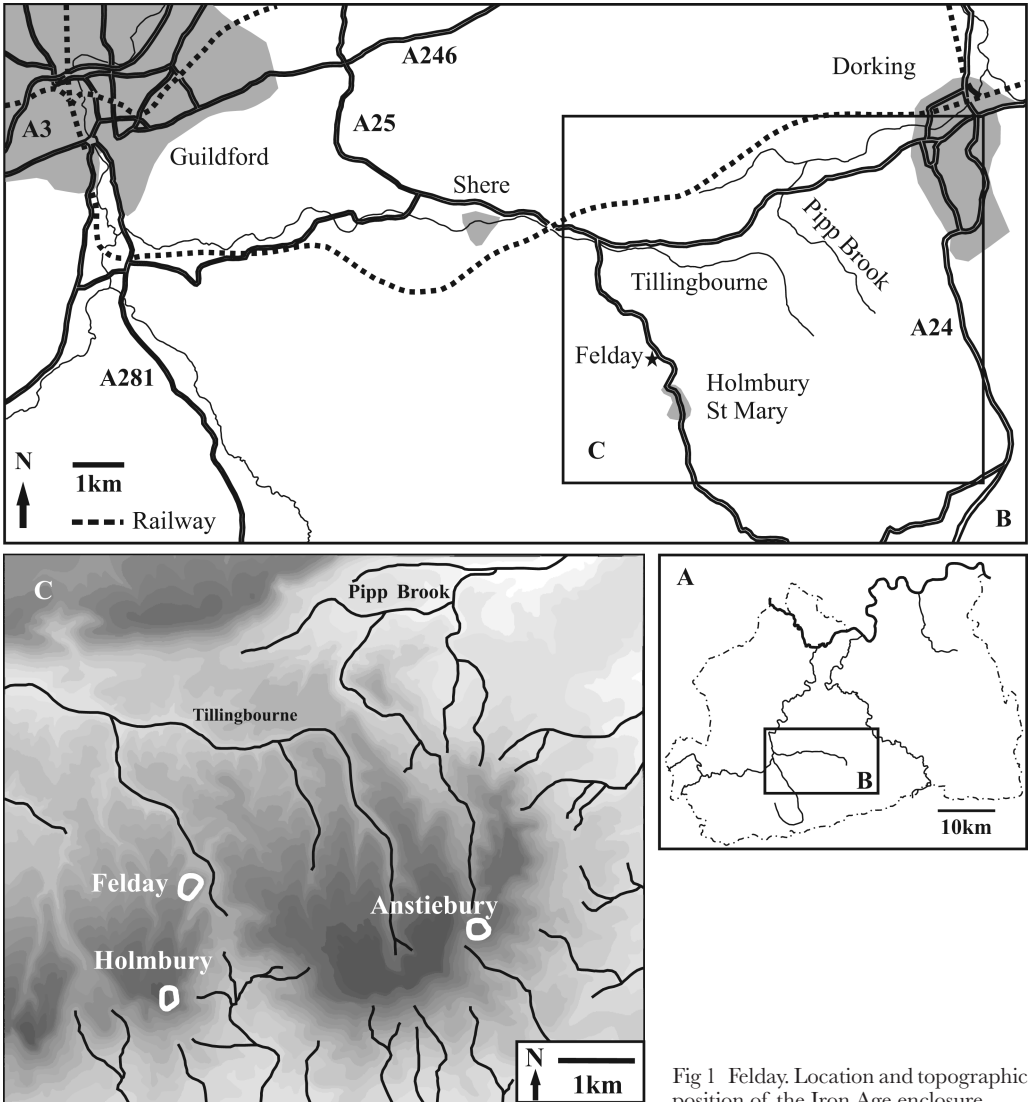 A246
Dorking
A3
A25
Guildford
Shere
Pipp Brook
Tillingbourne
A24
Felday
A281
Holmbury
St Mary
N
C
1km
Railway
B
C
Pipp Brook
A
Tillingbourne
B
10km
Felday
Anstiebury
Holmbury
N
1km
Fig 1 Felday. Location and topographic
position of the Iron Age enclosure